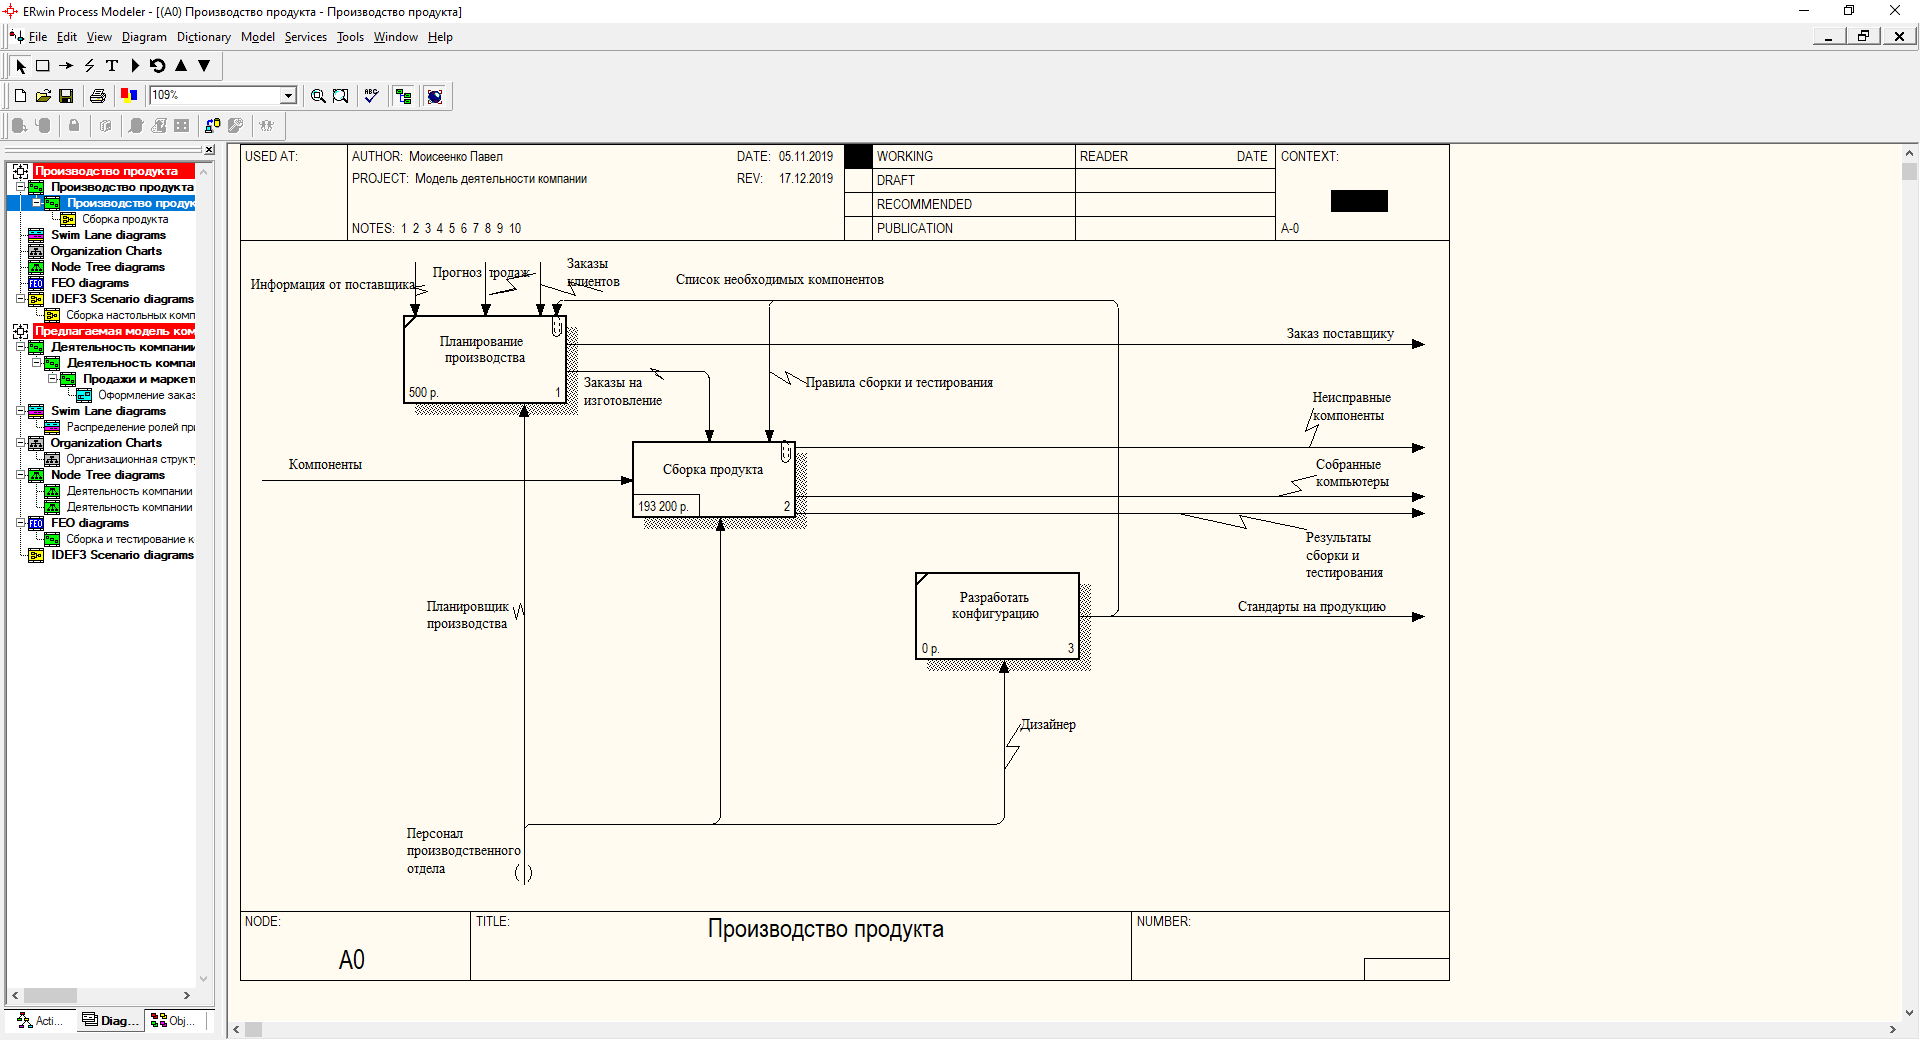 ERwin Process Modeler - [(A0) Производство продукта - Производство продукта]
File Edit View Diagram Dictionary Model Services Tools Window Help
109%
ABC
Производство продукта
Производство продукта
Производство продук
Сборка продукта
Swim Lane diagrams
Organization Charts
Node Tree diagrams
FEO diagrams
IDEF3 Scenario diagrams
Сборка настольных комп
Предлагаемая модель ком
Деятельность компании
Деятельность компа
Продажи и маркет
Оформление заказ
Swim Lane diagrams
Распределение ролей пр
Organization Charts
Организационная структ
Node Tree diagrams
Деятельность компании
Деятельность компании
FEO diagrams
Сборка и тестирование к
IDEF3 Scenario diagrams
Acti... Diag... Obj...
USED AT:
AUTHOR: Моисеенко Павел
DATE: 05.11.2019
PROJECT: Модель деятельности компании
REV: 17.12.2019
NOTES: 1 2 3 4 5 6 7 8 9 10
WORKING
DRAFT
RECOMMENDED
PUBLICATION
READER DATE
CONTEXT:
A-0
Информация от поставщика
Прогноз продаж
Заказы
клиентов
Список необходимых компонентов
Планирование
производства
500 р. 1
Заказ поставщику
Заказы на
изготовление
Правила сборки и тестирования
Неисправные
компоненты
Компоненты
Сборка продукта
193 200 р. 2
Собранные
компьютеры
Результаты
сборки и
тестирования
Планировщик
производства
Разработать
конфигурацию
0 р. 3
Стандарты на продукцию
Дизайнер
Персонал
производственного
отдела
NODE:
A0
TITLE:
Производство продукта
NUMBER: